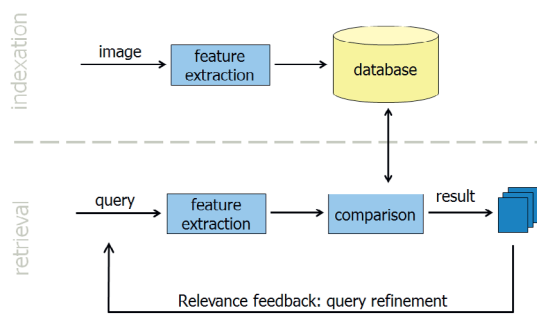 indexation
image
feature
extraction
database
retrieval
query
feature
extraction
comparison
result
Relevance feedback: query refinement